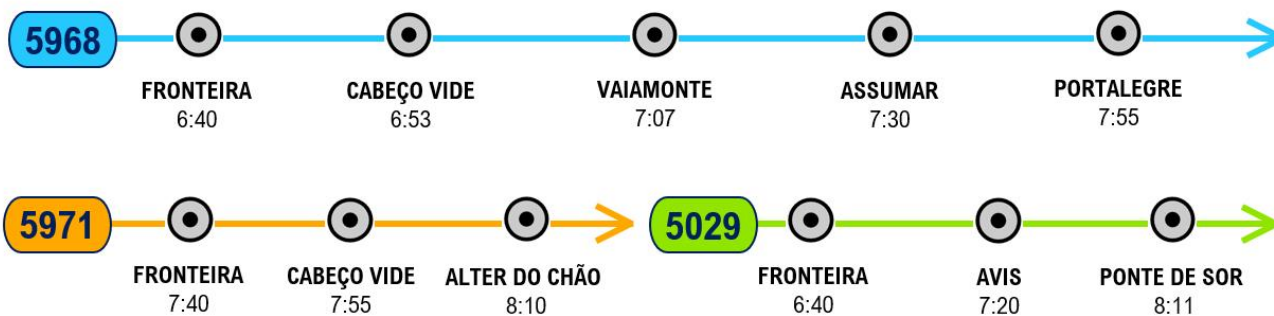 5968
FRONTEIRA CABEÇO VIDE VAIAMONTE ASSUMAR PORTALEGRE
6:40 6:53 7:07 7:30 7:55
5971
FRONTEIRA CABEÇO VIDE ALTER DO CHÃO
7:40 7:55 8:10
5029
FRONTEIRA AVIS PONTE DE SOR
6:40 7:20 8:11